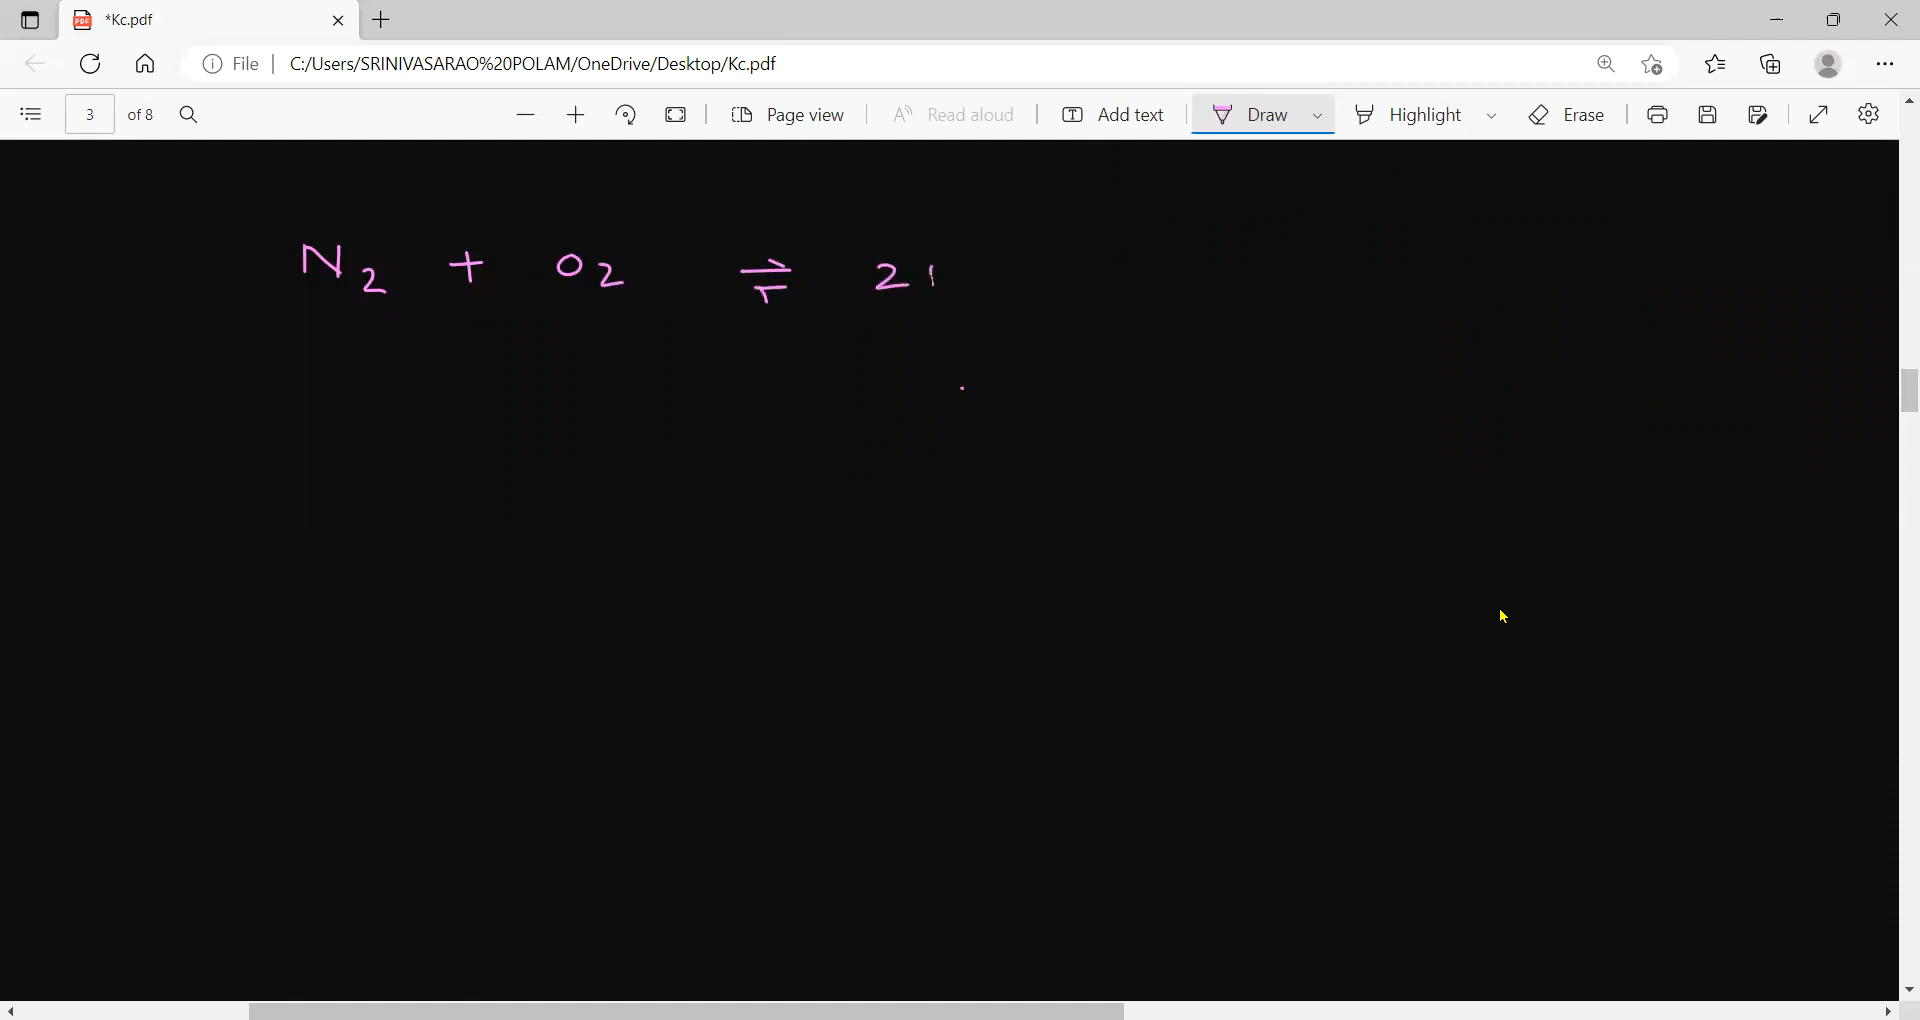 *Kc.pdf
File C:/Users/SRINIVASARAO%20POLAM/OneDrive/Desktop/Kc.pdf
3 of 8 Page view Read aloud Add text Draw Highlight Erase
N₂ + O₂ ⇌ 2